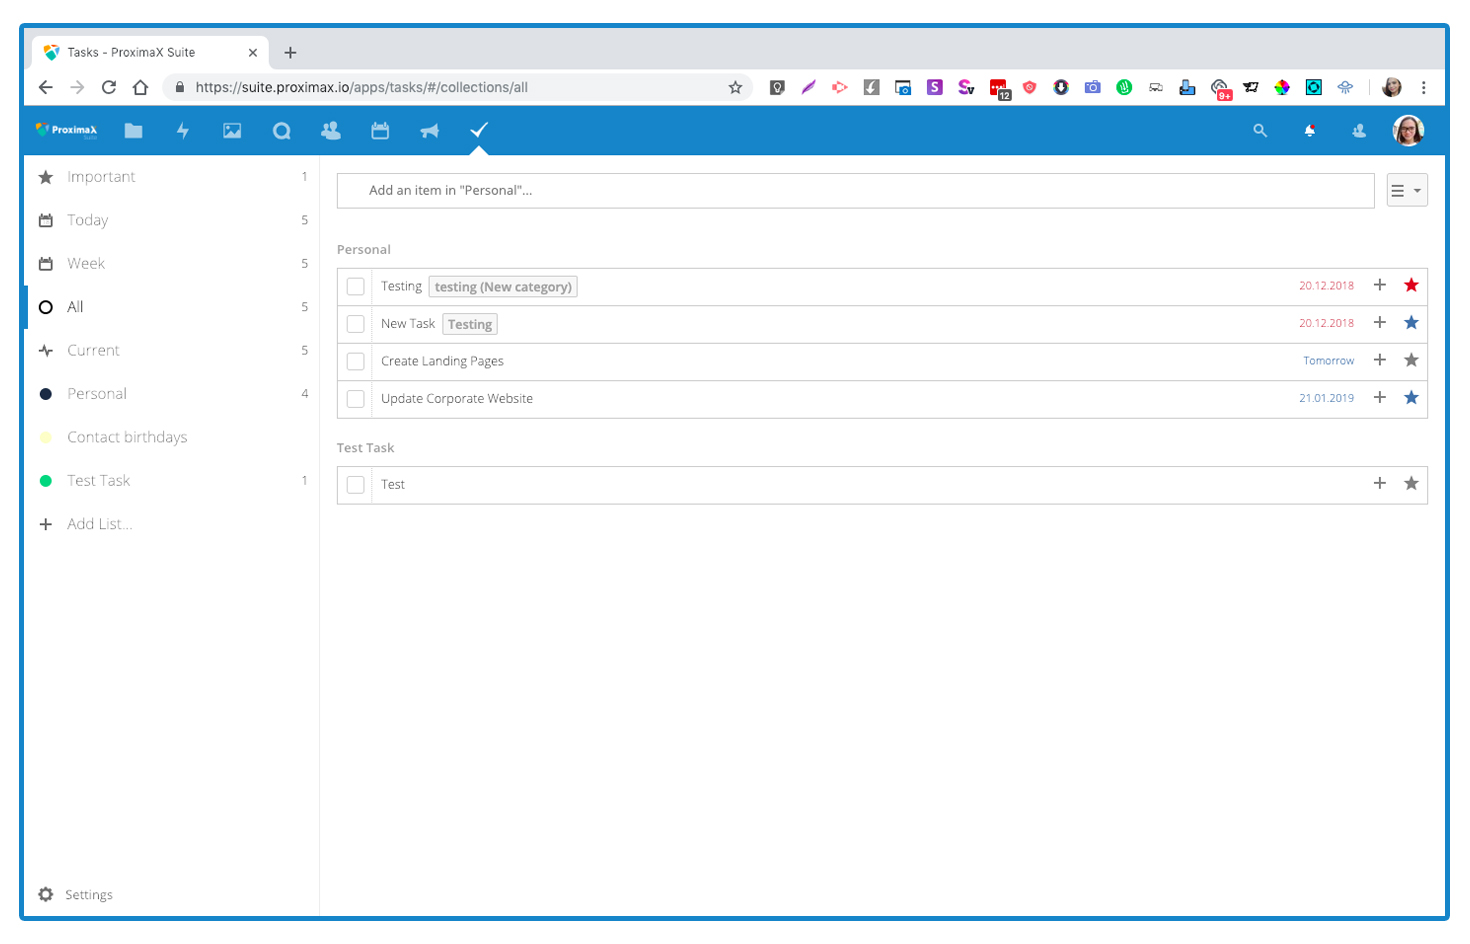 Tasks - ProximaX Suite
https://suite.proximax.io/apps/tasks/#/collections/all
12
9+
ProximaX
Suite
Important 1
Today 5
Week 5
All 5
Current 5
Personal 4
Contact birthdays
Test Task 1
Add List...
Settings
Add an item in "Personal"...
Personal
Testing testing (New category) 20.12.2018
New Task Testing 20.12.2018
Create Landing Pages Tomorrow
Update Corporate Website 21.01.2019
Test Task
Test